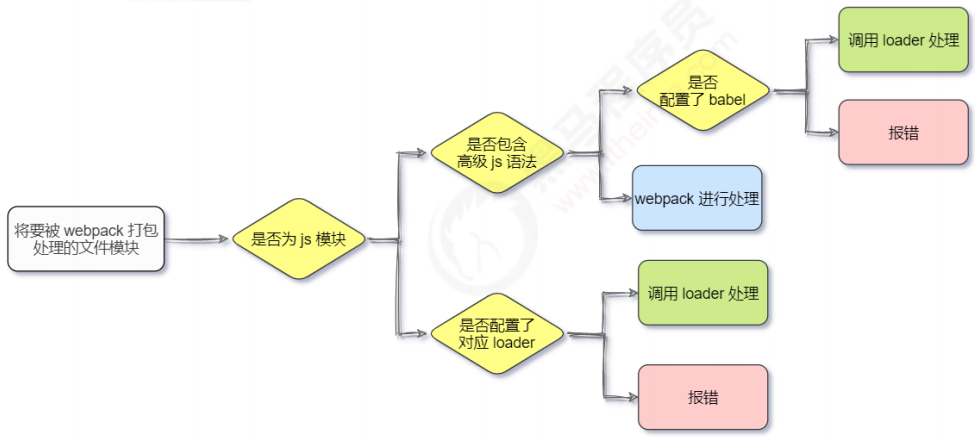 是否
配置了 babel
调用 loader 处理
报错
是否包含
高级 js 语法
webpack 进行处理
将要被 webpack 打包
处理的文件模块
是否为 js 模块
是否配置了
对应 loader
调用 loader 处理
报错
黑马程序员